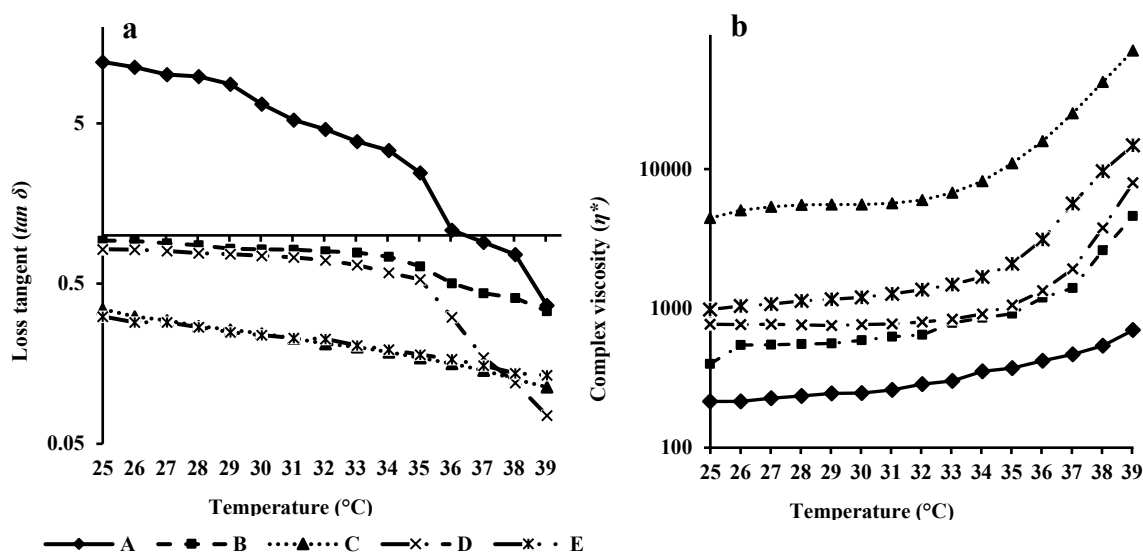 a
Loss tangent (tan δ)
5
0.5
0.05
25 26 27 28 29 30 31 32 33 34 35 36 37 38 39
Temperature (°C)
b
Complex viscosity (η*)
10000
1000
100
25 26 27 28 29 30 31 32 33 34 35 36 37 38 39
Temperature (°C)
A B C D E